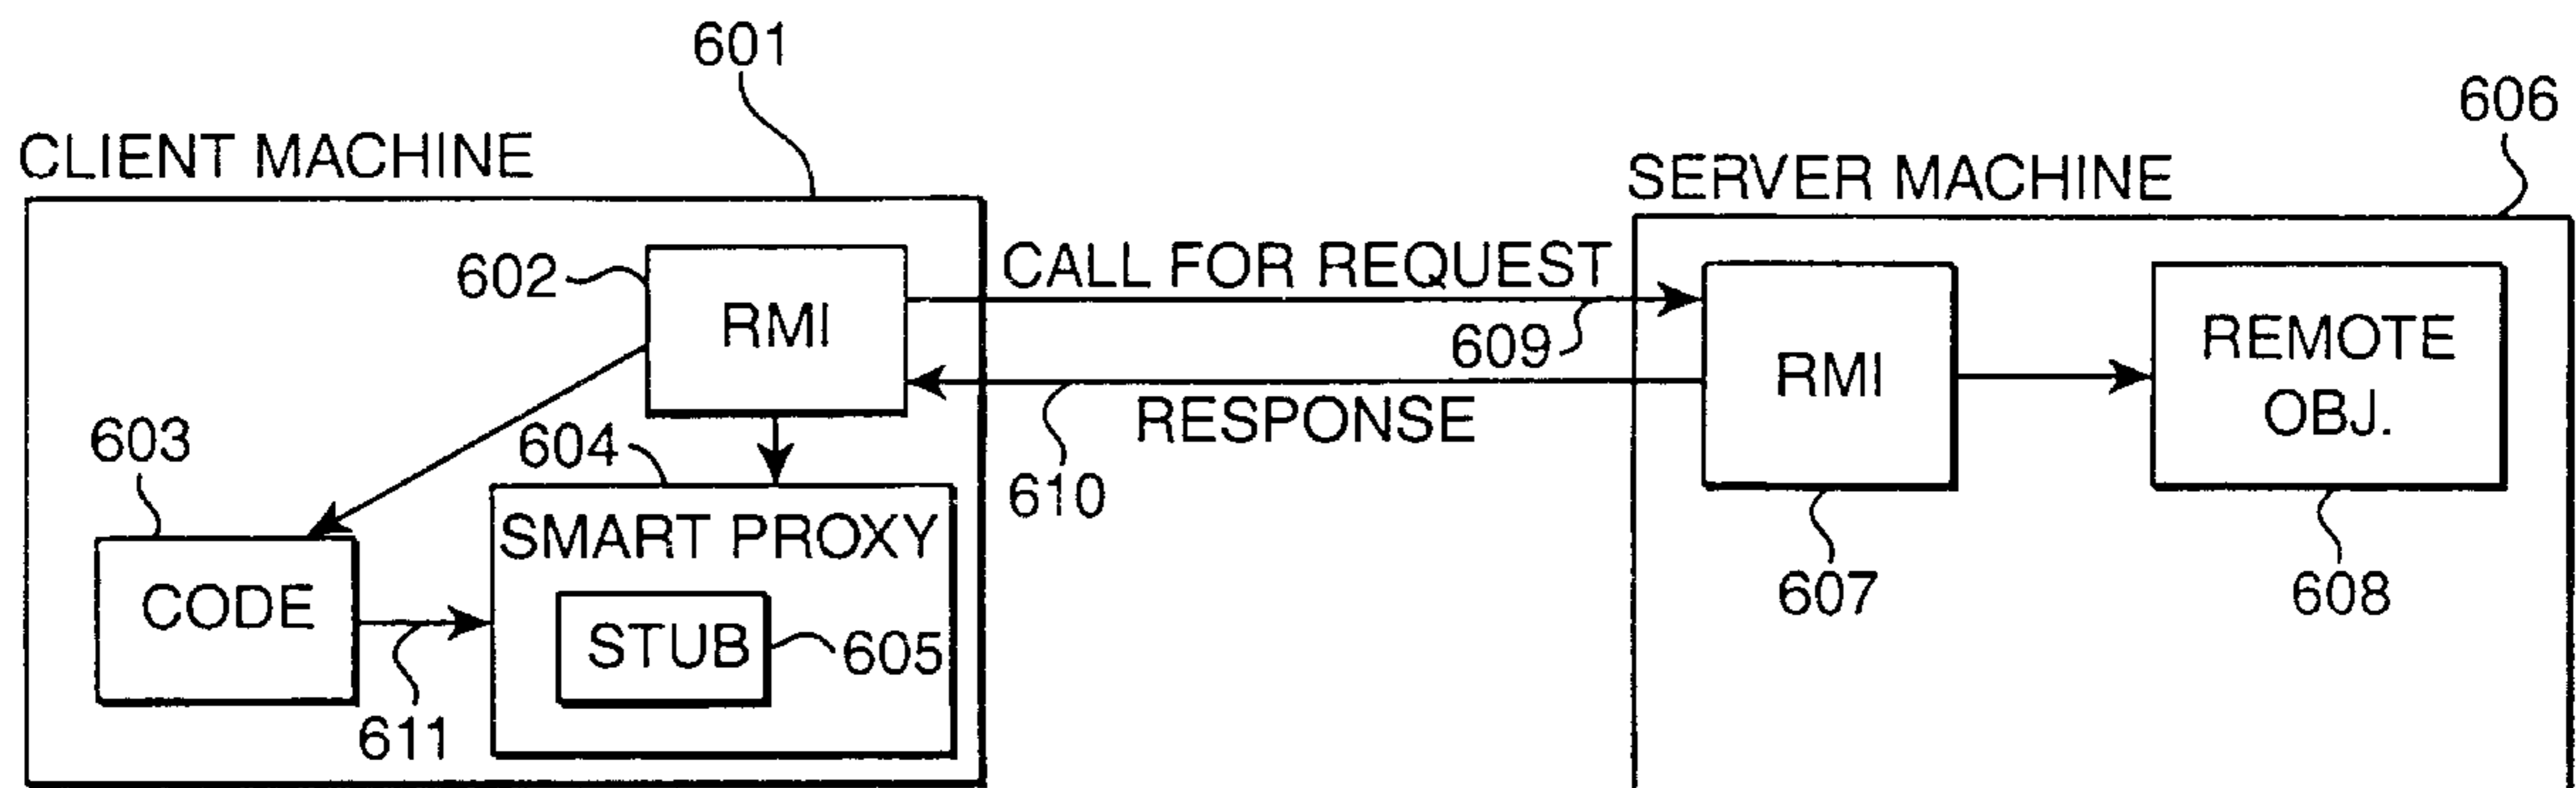 601
606
CLIENT MACHINE
SERVER MACHINE
CALL FOR REQUEST
602
RMI
609
RMI
REMOTE
OBJ.
RESPONSE
603
604
610
SMART PROXY
CODE
STUB
605
607
608
611